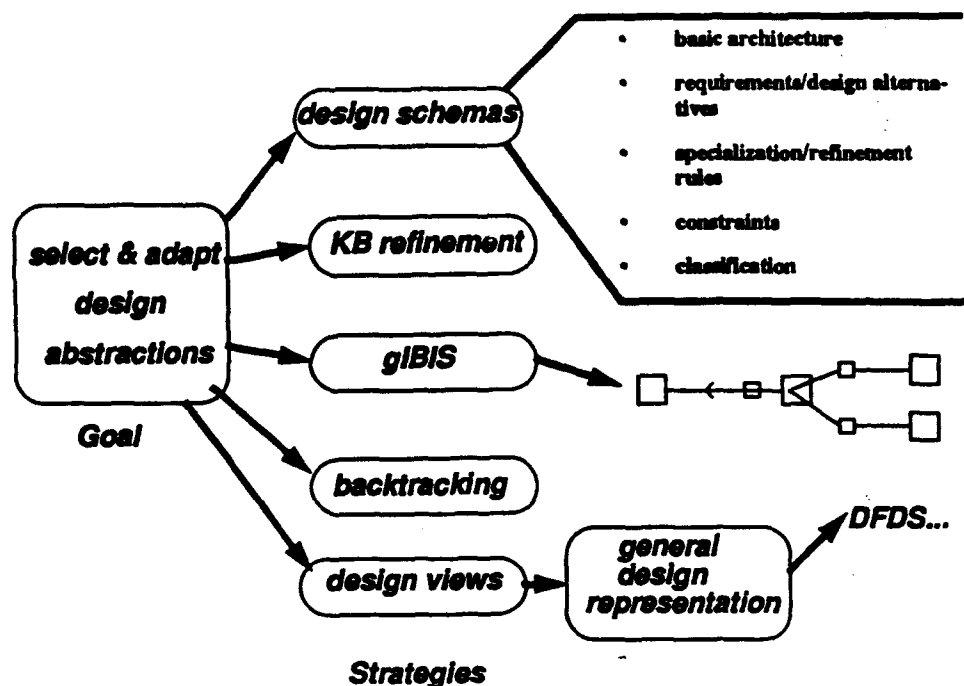 • basic architecture
• requirements/design alterna-
tives
• specialization/refinement
rules
• constraints
• classification
design schemas
KB refinement
select & adapt
design
abstractions
Goal
gIBIS
backtracking
design views
general
design
representation
DFDS...
Strategies